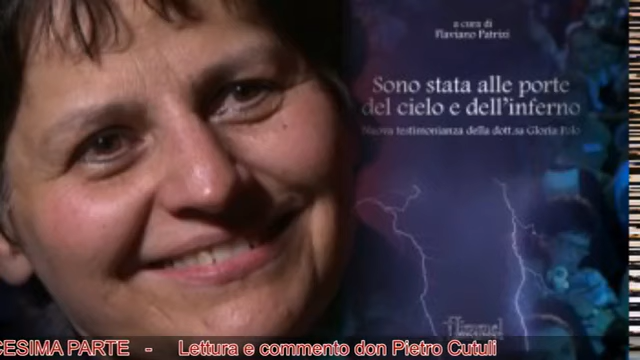 a cura di
Flaviano Patrizi
Sono stata alle porte
del cielo e dell'inferno
Nuova testimonianza della dott.sa Gloria Polo
CESIMA PARTE - Lettura e commento don Pietro Cutuli